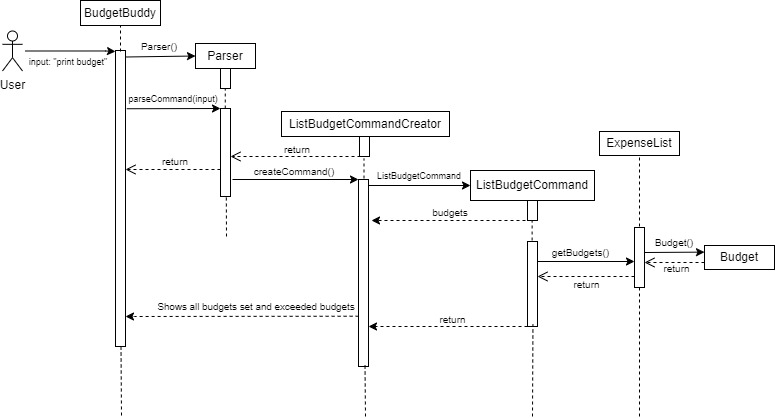 BudgetBuddy
User
input: "print budget"
Parser()
Parser
parseCommand(input)
ListBudgetCommandCreator
return
return
createCommand()
ListBudgetCommand
ListBudgetCommand
ExpenseList
budgets
getBudgets()
Budget()
Budget
return
return
Shows all budgets set and exceeded budgets
return